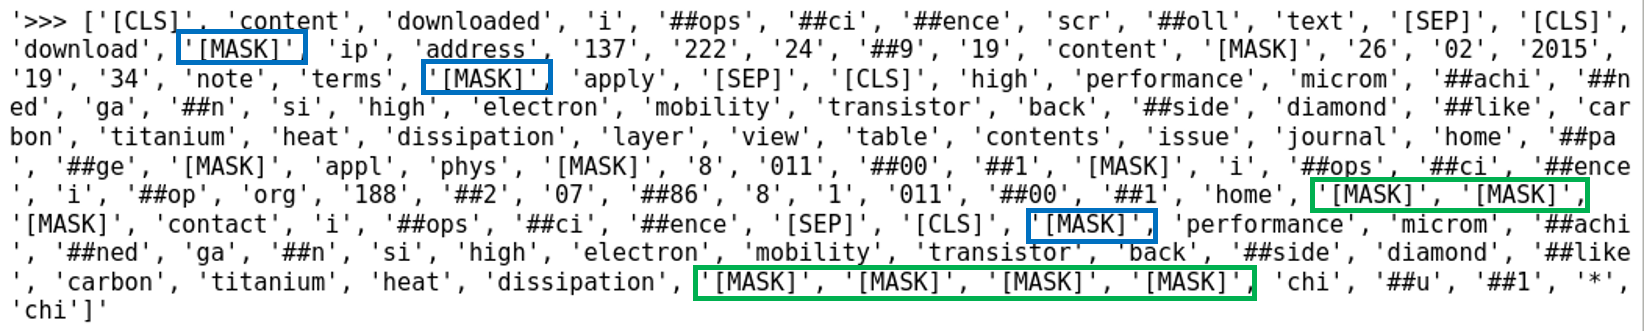 '>>> ['[CLS]', 'content', 'downloaded', 'i', '##ops', '##ci', '##ence', 'scr', '##oll', 'text', '[SEP]', '[CLS]',
'download', '[MASK]', 'ip', 'address', '137', '222', '24', '##9', '19', 'content', '[MASK]', '26', '02', '2015',
'19', '34', 'note', 'terms', '[MASK]', 'apply', '[SEP]', '[CLS]', 'high', 'performance', 'microm', '##achi', '##n
ed', 'ga', '##n', 'si', 'high', 'electron', 'mobility', 'transistor', 'back', '##side', 'diamond', '##like', 'car
bon', 'titanium', 'heat', 'dissipation', 'layer', 'view', 'table', 'contents', 'issue', 'journal', 'home', '##pa
', '##ge', '[MASK]', 'appl', 'phys', '[MASK]', '8', '011', '##00', '##1', '[MASK]', 'i', '##ops', '##ci', '##ence
', 'i', '##op', 'org', '188', '##2', '07', '##86', '8', '1', '011', '##00', '##1', 'home', '[MASK]', '[MASK]',
'[MASK]', 'contact', 'i', '##ops', '##ci', '##ence', '[SEP]', '[CLS]', '[MASK]', 'performance', 'microm', '##achi
', '##ned', 'ga', '##n', 'si', 'high', 'electron', 'mobility', 'transistor', 'back', '##side', 'diamond', '##like
', 'carbon', 'titanium', 'heat', 'dissipation', '[MASK]', '[MASK]', '[MASK]', '[MASK]', 'chi', '##u', '##1', '*',
'chi']'